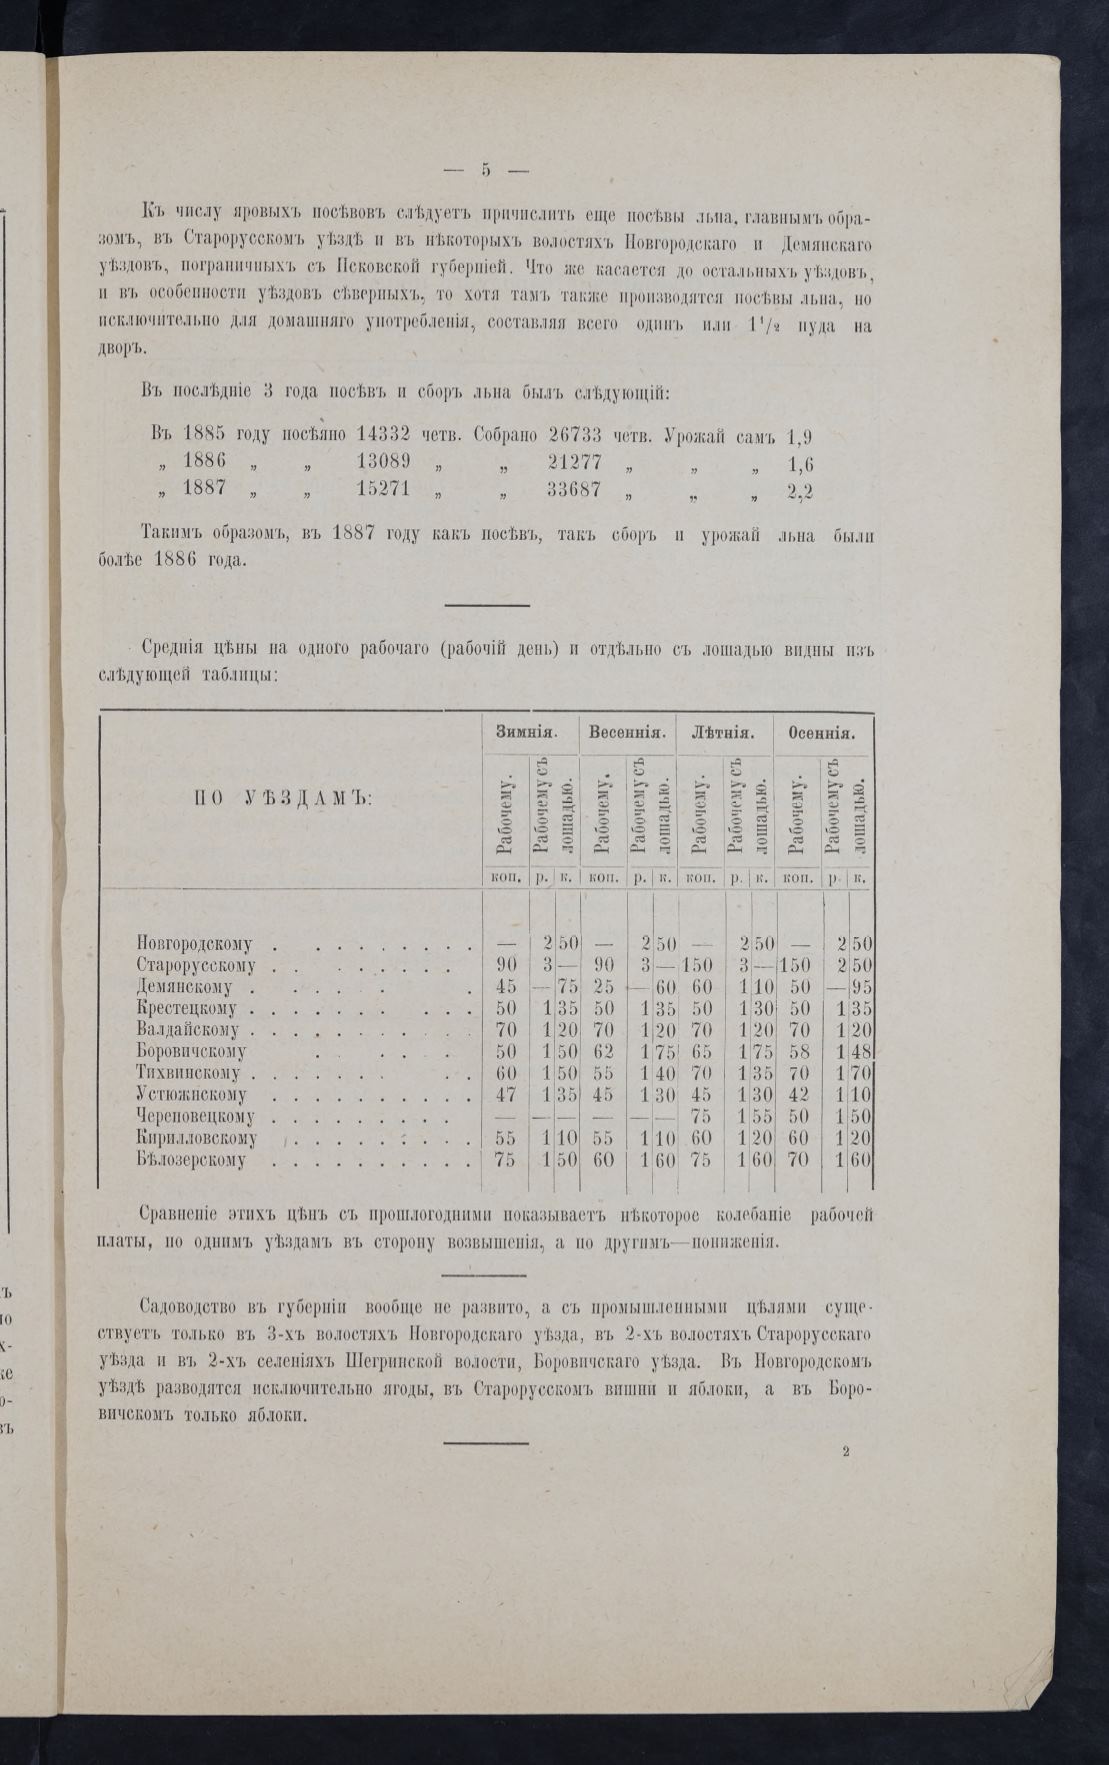 — 5 —
Къ числу яровыхъ посѣвовъ слѣдуетъ причислить еще посѣвы льна, главнымъ обра-
зомъ, въ Старорусскомъ уѣздѣ и въ нѣкоторыхъ волостяхъ Новгородскаго и Демянскаго
уѣздовъ, пограничныхъ съ Псковской губерніей. Что же касается до остальныхъ уѣздовъ,
и въ особенности уѣздовъ сѣверныхъ, то хотя тамъ также производятся посѣвы льна, но
исключительно для домашняго употребленія, составляя всего одинъ или 1¹/₂ пуда на
дворъ.
Въ послѣдніе 3 года посѣвъ и сборъ льна былъ слѣдующій:
Въ 1885 году посѣяно 14332 четв. Собрано 26733 четв. Урожай самъ 1,9
„ 1886 „ „ 13089 „ „ 21277 „ „ „ 1,6
„ 1887 „ „ 15271 „ „ 33687 „ „ „ 2,2
Такимъ образомъ, въ 1887 году какъ посѣвъ, такъ сборъ и урожай льна были
болѣе 1886 года.
Среднія цѣны на одного рабочаго (рабочій день) и отдѣльно съ лошадью видны изъ
слѣдующей таблицы:
ПО УѢЗДАМЪ:
Зимнія. Весеннія. Лѣтнія. Осеннія.
Рабочему. Рабочему съ лошадью. Рабочему. Рабочему съ лошадью. Рабочему. Рабочему съ лошадью. Рабочему. Рабочему съ лошадью.
коп. р. к. коп. р. к. коп. р. к. коп. р. к.
Новгородскому . . . . . . . . — 2 50 — 2 50 — 2 50 — 2 50
Старорусскому . . . . . . . . 90 3 — 90 3 — 150 3 — 150 2 50
Демянскому . . . . . . . 45 — 75 25 — 60 60 1 10 50 — 95
Крестецкому . . . . . . . . . . 50 1 35 50 1 35 50 1 30 50 1 35
Валдайскому . . . . . . . . . . 70 1 20 70 1 20 70 1 20 70 1 20
Боровичскому . . . . . . 50 1 50 62 1 75 65 1 75 58 1 48
Тихвинскому . . . . . . . . . 60 1 50 55 1 40 70 1 35 70 1 70
Устюжнскому . . . . . . . . . 47 1 35 45 1 30 45 1 30 42 1 10
Череповецкому . . . . . . . . . — — — — — — 75 1 55 50 1 50
Кирилловскому . . . . . . . . 55 1 10 55 1 10 60 1 20 60 1 20
Бѣлозерскому . . . . . . . . . 75 1 50 60 1 60 75 1 60 70 1 60
Сравненіе этихъ цѣнъ съ прошлогодними показываетъ нѣкоторое колебаніе рабочей
платы, по однимъ уѣздамъ въ сторону возвышенія, а по другимъ—пониженія.
Садоводство въ губерніи вообще не развито, а съ промышленными цѣлями суще-
ствуетъ только въ 3-хъ волостяхъ Новгородскаго уѣзда, въ 2-хъ волостяхъ Старорусскаго
уѣзда и въ 2-хъ селеніяхъ Шегринской волости, Боровичскаго уѣзда. Въ Новгородскомъ
уѣздѣ разводятся исключительно ягоды, въ Старорусскомъ вишни и яблоки, а въ Боро-
вичскомъ только яблоки.
2